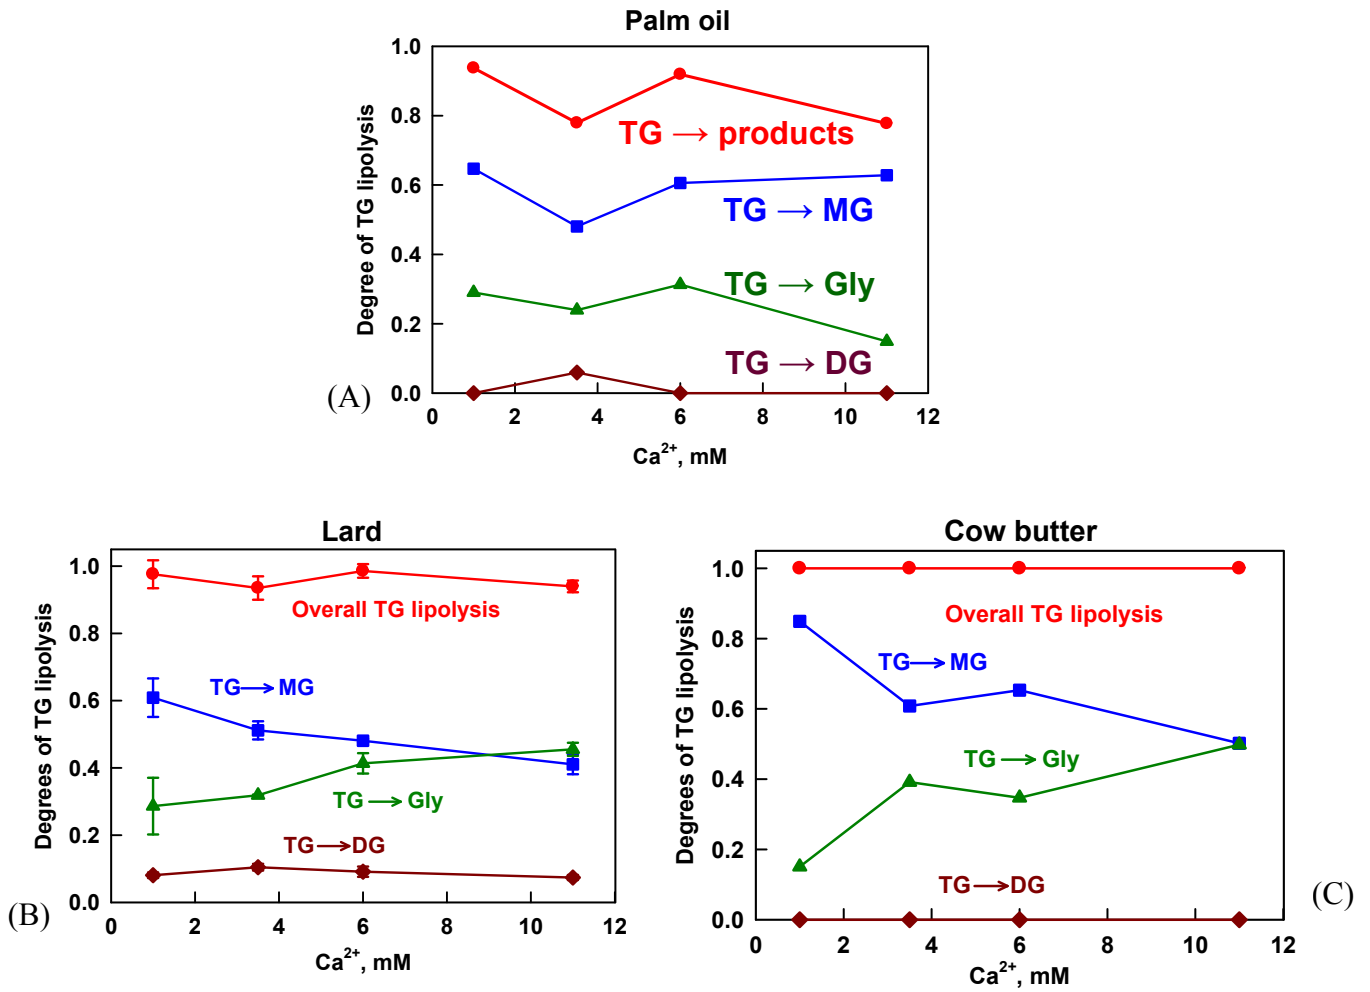 Palm oil
1.0
0.8
0.6
0.4
0.2
0.0
Degree of TG lipolysis
TG → products
TG → MG
TG → Gly
TG → DG
(A)
0 2 4 6 8 10 12
Ca²⁺, mM
Lard
1.0
0.8
0.6
0.4
0.2
0.0
Degrees of TG lipolysis
Overall TG lipolysis
TG → MG
TG → Gly
TG → DG
(B)
0 2 4 6 8 10 12
Ca²⁺, mM
Cow butter
1.0
0.8
0.6
0.4
0.2
0.0
Degrees of TG lipolysis
Overall TG lipolysis
TG → MG
TG → Gly
TG → DG
(C)
0 2 4 6 8 10 12
Ca²⁺, mM